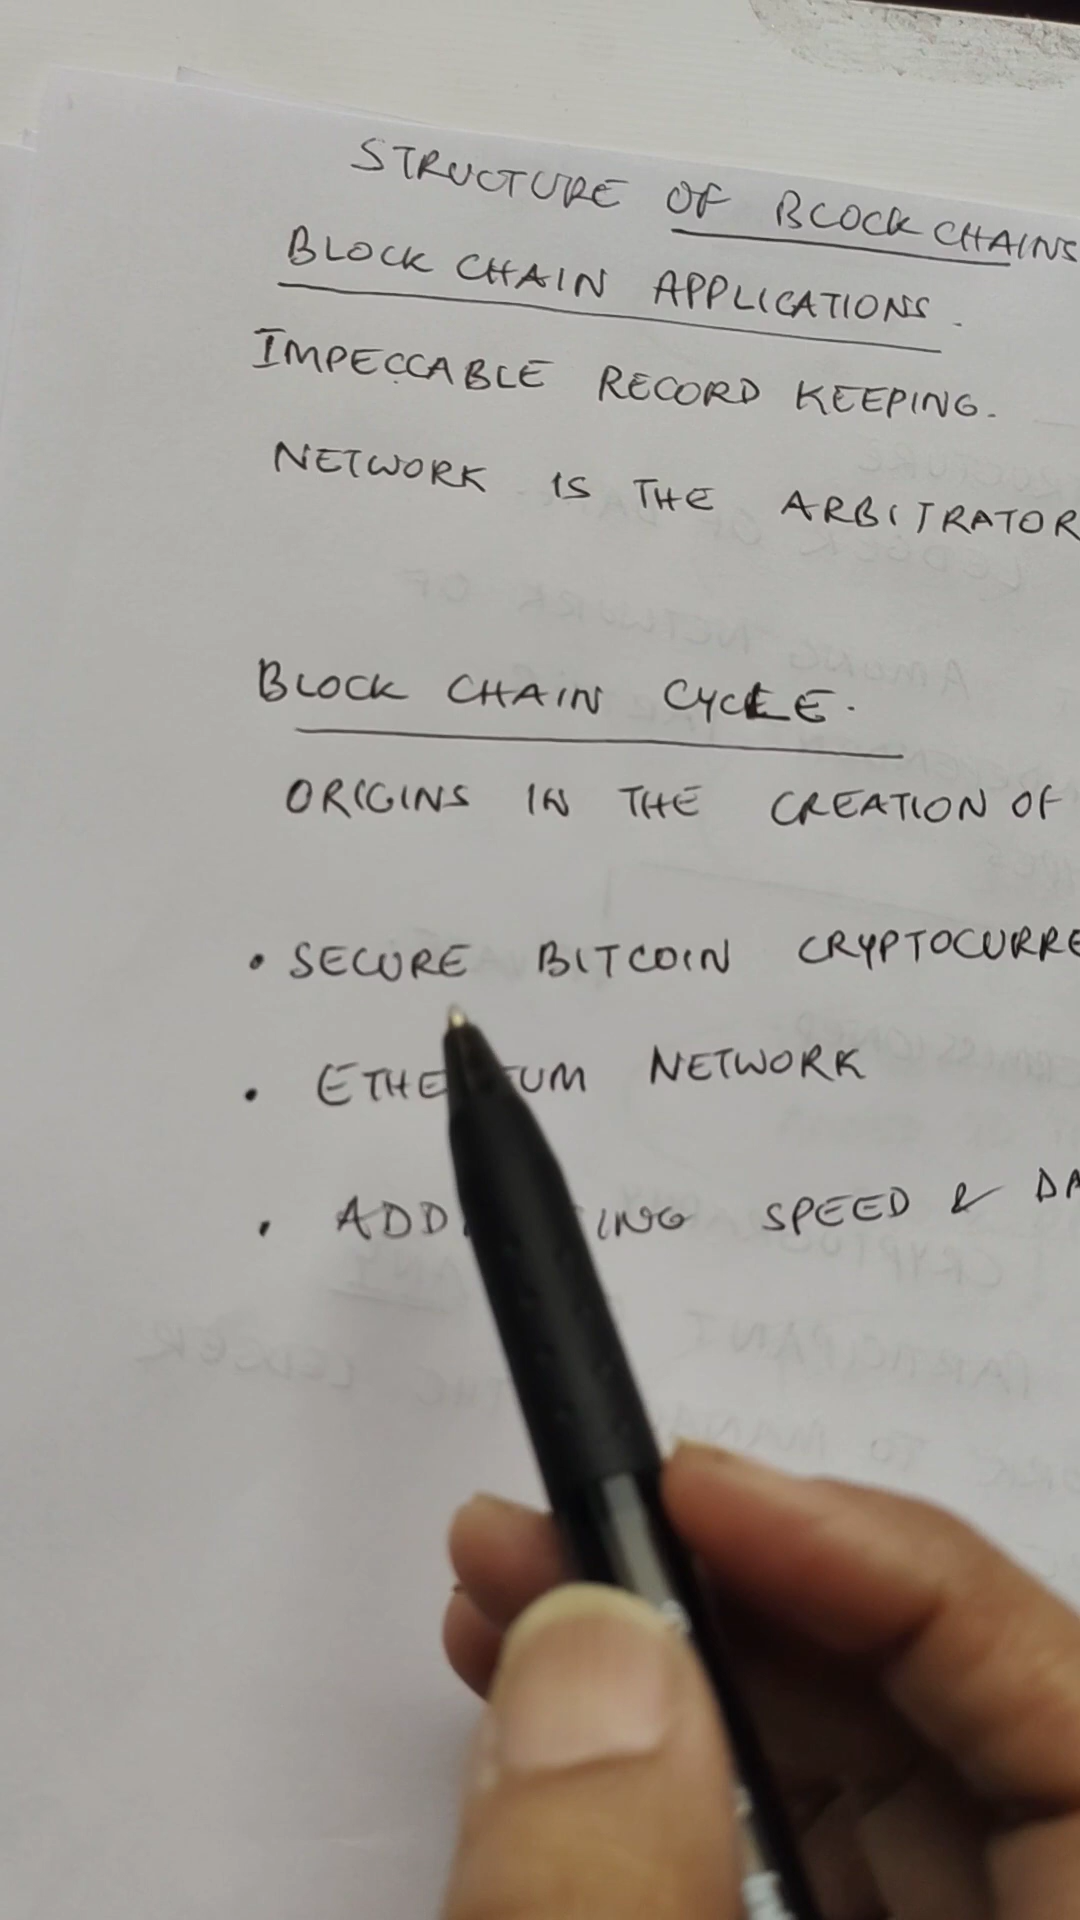 STRUCTURE OF BLOCK CHAINS
BLOCK CHAIN APPLICATIONS.
IMPECCABLE RECORD KEEPING.
NETWORK IS THE ARBITRATOR
BLOCK CHAIN CYCLE.
ORIGINS IN THE CREATION OF
• SECURE BITCOIN CRYPTOCURRE
• NETWORK
• SPEED &